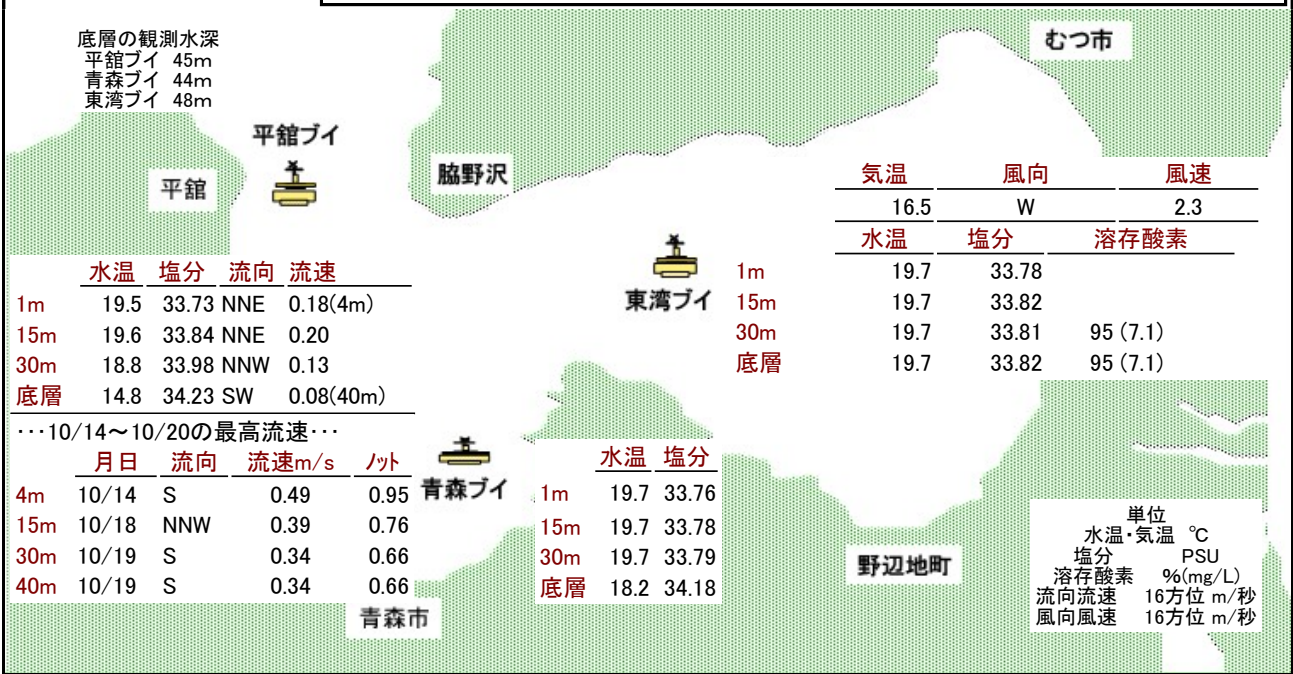 底層の観測水深
平舘ブイ 45m
青森ブイ 44m
東湾ブイ 48m
むつ市
平舘ブイ
平舘
脇野沢
気温 風向 風速
16.5 W 2.3
水温 塩分 溶存酸素
1m 19.7 33.78
15m 19.7 33.82
30m 19.7 33.81 95 (7.1)
底層 19.7 33.82 95 (7.1)
東湾ブイ
水温 塩分 流向 流速
1m 19.5 33.73 NNE 0.18(4m)
15m 19.6 33.84 NNE 0.20
30m 18.8 33.98 NNW 0.13
底層 14.8 34.23 SW 0.08(40m)
･･･10/14～10/20の最高流速･･･
月日 流向 流速m/s ノット
4m 10/14 S 0.49 0.95
15m 10/18 NNW 0.39 0.76
30m 10/19 S 0.34 0.66
40m 10/19 S 0.34 0.66
青森ブイ
水温 塩分
1m 19.7 33.76
15m 19.7 33.78
30m 19.7 33.79
底層 18.2 34.18
青森市
野辺地町
単位
水温･気温 ℃
塩分 PSU
溶存酸素 %(mg/L)
流向流速 16方位 m/秒
風向風速 16方位 m/秒